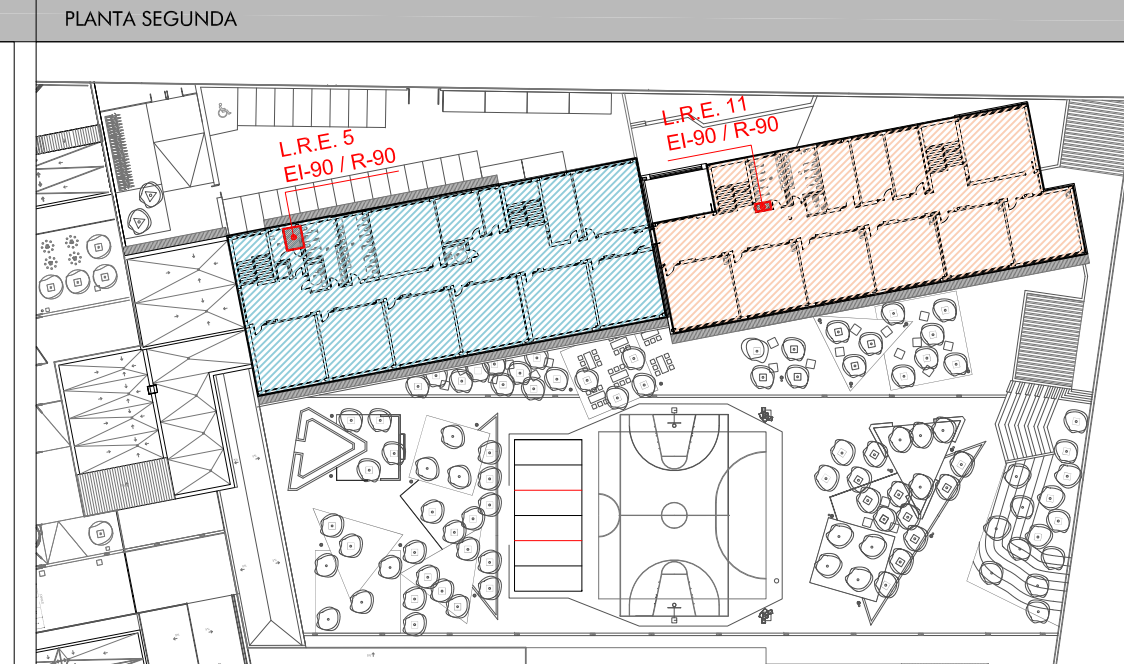 PLANTA SEGUNDA
L.R.E. 5
EI-90 / R-90
L.R.E. 11
EI-90 / R-90